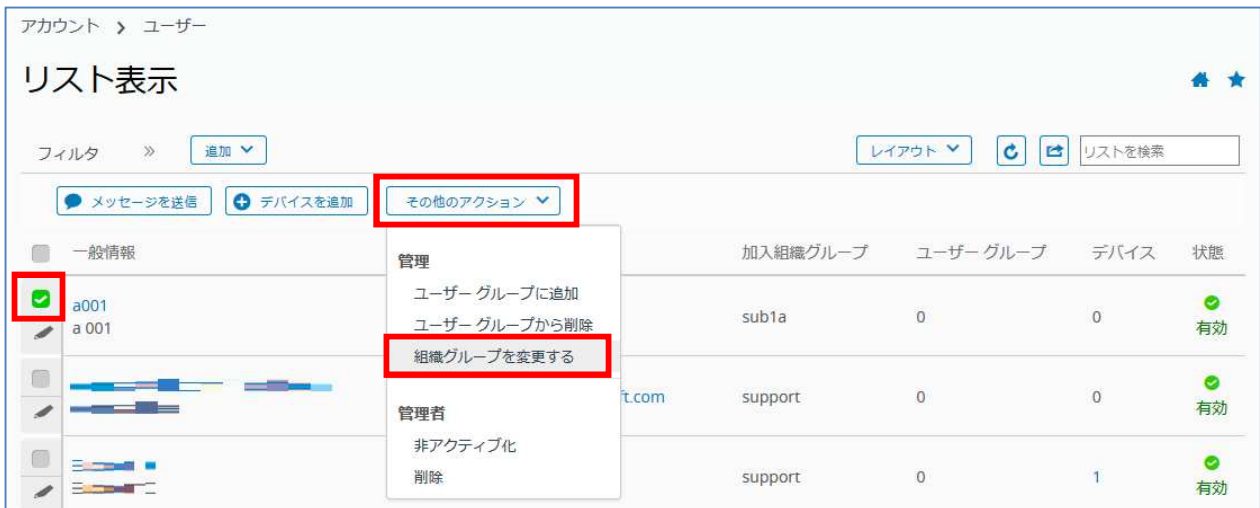 アカウント > ユーザー
リスト表示
フィルタ » 追加 レイアウト リストを検索
メッセージを送信 デバイスを追加 その他のアクション
一般情報 加入組織グループ ユーザー グループ デバイス 状態
管理
ユーザー グループに追加
ユーザー グループから削除
組織グループを変更する
管理者
非アクティブ化
削除
a001
a 001
sub1a 0 0 有効
ft.com support 0 0 有効
support 0 1 有効